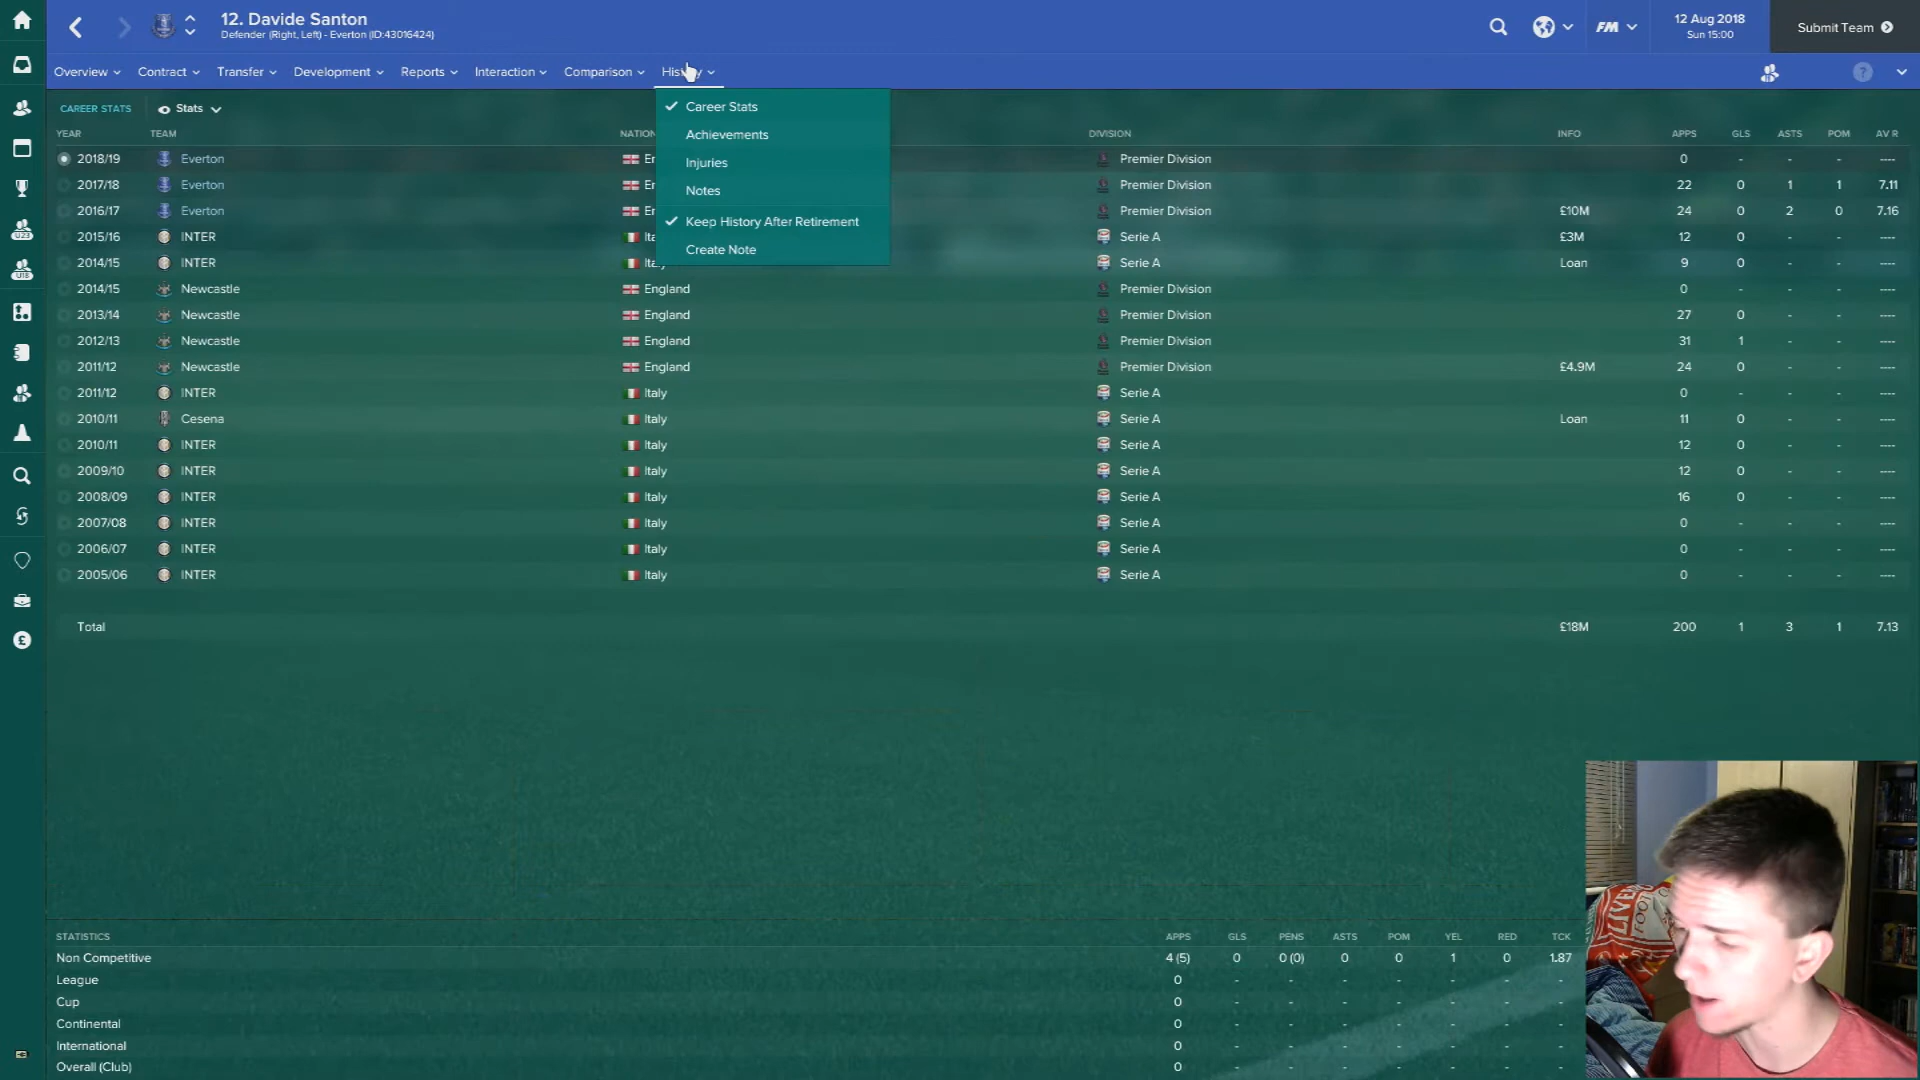 12. Davide Santon
Defender (Right, Left) - Everton (ID:43016424)
FM
12 Aug 2018
Sun 15:00
Submit Team
Overview Contract Transfer Development Reports Interaction Comparison
?
CAREER STATS Stats
Career Stats
Achievements
Injuries
Notes
Keep History After Retirement
Create Note
YEAR TEAM NATION DIVISION INFO APPS GLS ASTS POM AV R
2018/19 Everton Premier Division 0 - - - ----
2017/18 Everton Premier Division 22 0 1 1 7.11
2016/17 Everton Premier Division £10M 24 0 2 0 7.16
2015/16 INTER Serie A £3M 12 0 - - ----
2014/15 INTER Serie A Loan 9 0 - - ----
2014/15 Newcastle England Premier Division 0 - - - ----
2013/14 Newcastle England Premier Division 27 0 - - ----
2012/13 Newcastle England Premier Division 31 1 - - ----
2011/12 Newcastle England Premier Division £4.9M 24 0 - - ----
2011/12 INTER Italy Serie A 0 - - - ----
2010/11 Cesena Italy Serie A Loan 11 0 - - ----
2010/11 INTER Italy Serie A 12 0 - - ----
2009/10 INTER Italy Serie A 12 0 - - ----
2008/09 INTER Italy Serie A 16 0 - - ----
2007/08 INTER Italy Serie A 0 - - - ----
2006/07 INTER Italy Serie A 0 - - - ----
2005/06 INTER Italy Serie A 0 - - - ----
Total £18M 200 1 3 1 7.13
STATISTICS APPS GLS PENS ASTS POM YEL RED TCK
Non Competitive 4 (5) 0 0 (0) 0 0 1 0 1.87
League 0 - - - - - - -
Cup 0 - - - - - - -
Continental 0 - - - - - - -
International 0 - - - - - - -
Overall (Club) 0 - - - - - - -
U23
U18